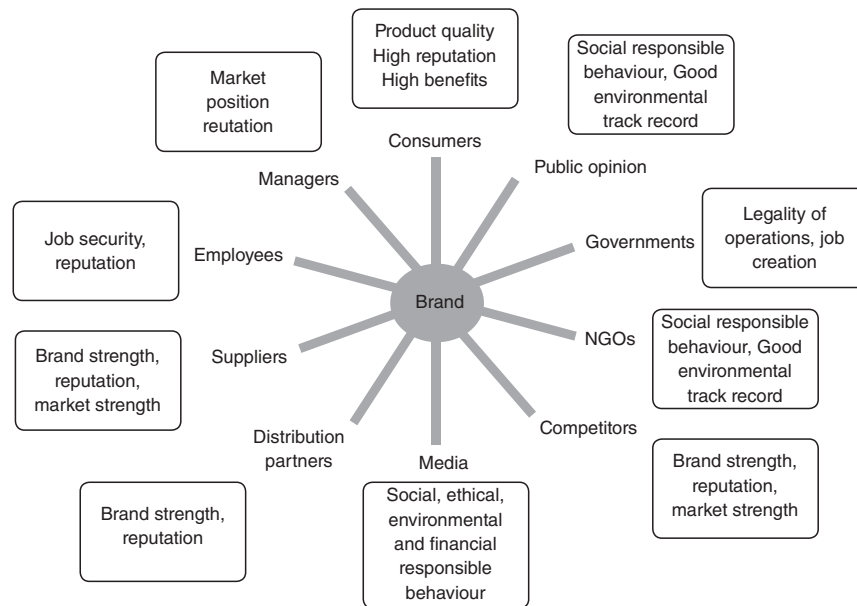 Product quality
High reputation
High benefits
Consumers
Social responsible
behaviour, Good
environmental
track record
Public opinion
Market
position
reutation
Managers
Legality of
operations, job
creation
Governments
Job security,
reputation
Employees
Brand
Social responsible
behaviour, Good
environmental
track record
NGOs
Brand strength,
reputation,
market strength
Suppliers
Competitors
Brand strength,
reputation,
market strength
Distribution
partners
Brand strength,
reputation
Media
Social, ethical,
environmental
and financial
responsible
behaviour